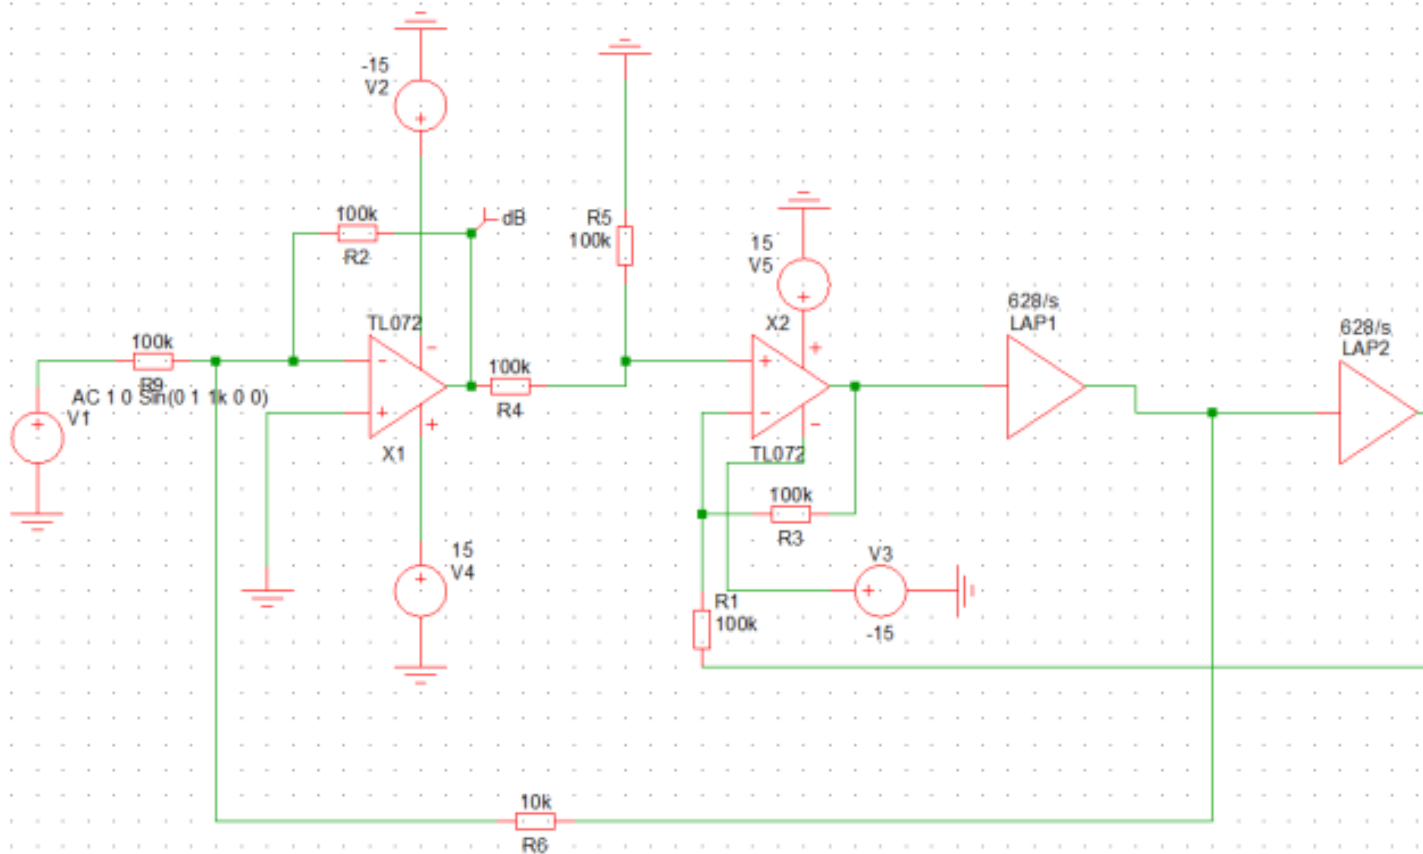 -15
V2
100k
R2
dB
R5
100k
15
V5
TL072
X2
628/s
LAP1
628/s
LAP2
100k
R9
AC 1 0 Sin(0 1 1k 0 0)
V1
-
+
-
+
X1
100k
R4
+
-
+
-
TL072
100k
R3
15
V4
V3
-15
R1
100k
10k
R6